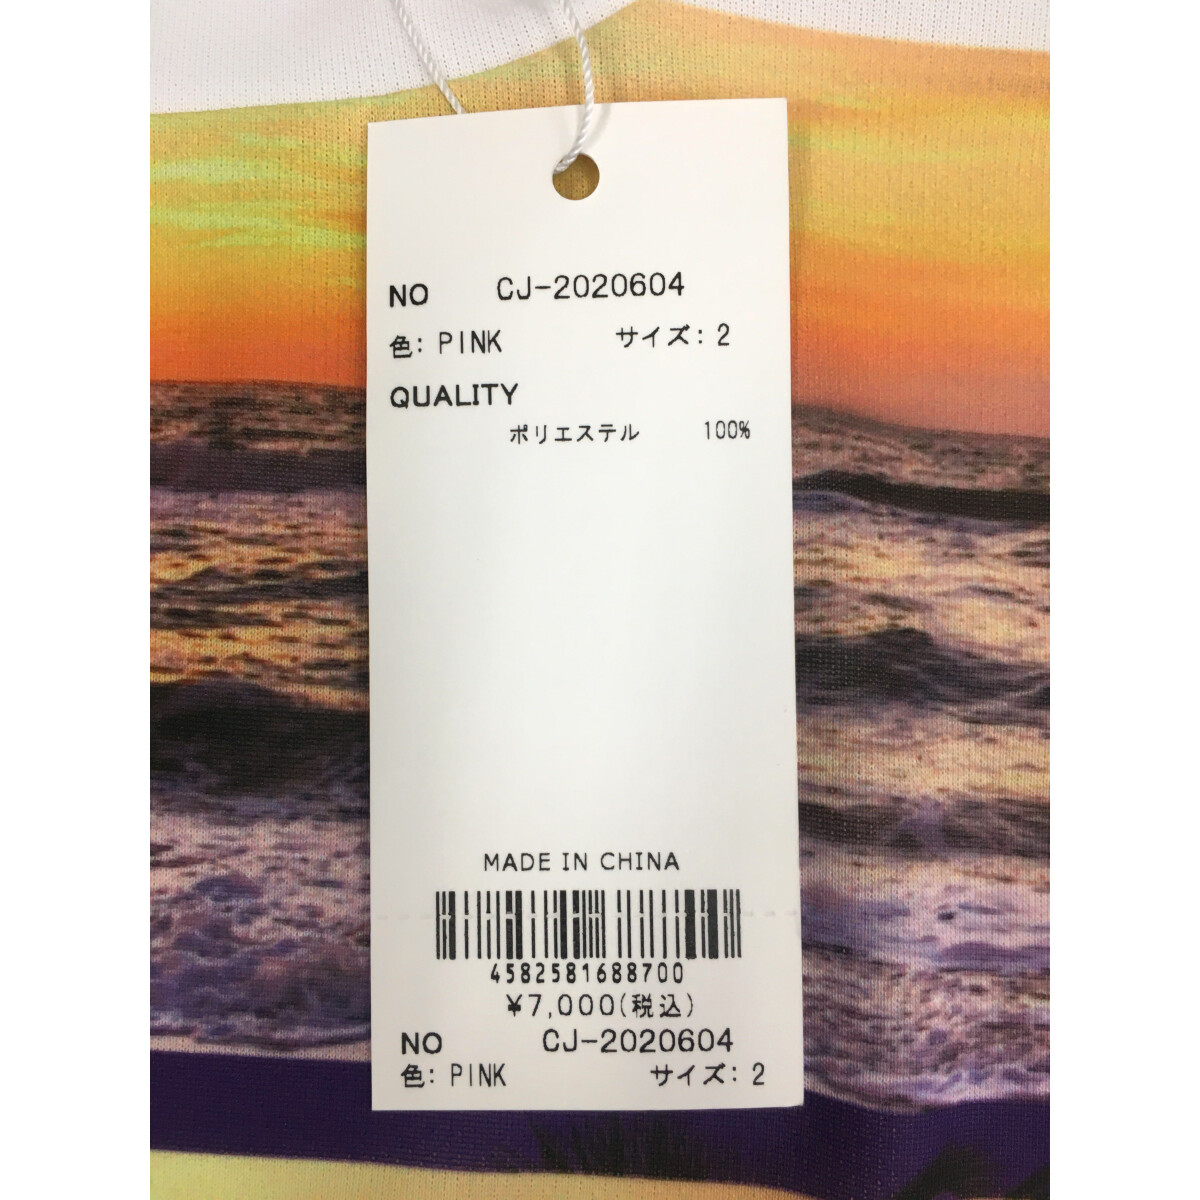 NO CJ-2020604
色: PINK サイズ: 2
QUALITY
ポリエステル 100%
MADE IN CHINA
4582581688700
¥7,000(税込)
NO CJ-2020604
色: PINK サイズ: 2